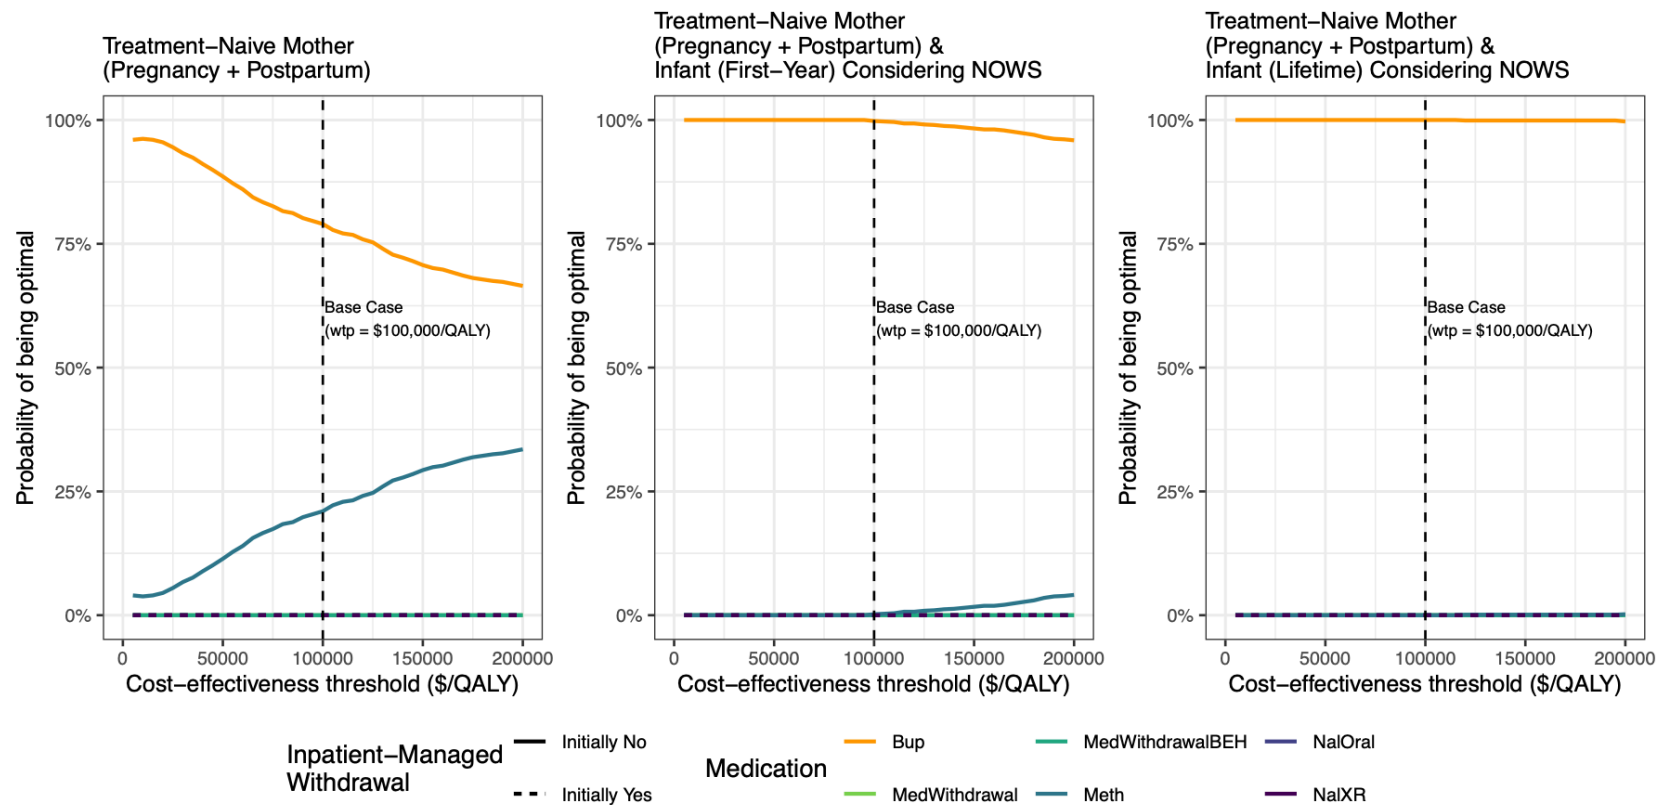 Treatment−Naive Mother
(Pregnancy + Postpartum)
Treatment−Naive Mother
(Pregnancy + Postpartum) &
Infant (First−Year) Considering NOWS
Treatment−Naive Mother
(Pregnancy + Postpartum) &
Infant (Lifetime) Considering NOWS
Probability of being optimal
100%
75%
50%
25%
0%
Base Case
(wtp = $100,000/QALY)
0 50000 100000 150000 200000
Cost−effectiveness threshold ($/QALY)
Probability of being optimal
100%
75%
50%
25%
0%
Base Case
(wtp = $100,000/QALY)
0 50000 100000 150000 200000
Cost−effectiveness threshold ($/QALY)
Probability of being optimal
100%
75%
50%
25%
0%
Base Case
(wtp = $100,000/QALY)
0 50000 100000 150000 200000
Cost−effectiveness threshold ($/QALY)
Inpatient−Managed
Withdrawal
Initially No
Initially Yes
Medication
Bup
MedWithdrawal
MedWithdrawalBEH
Meth
NalOral
NalXR